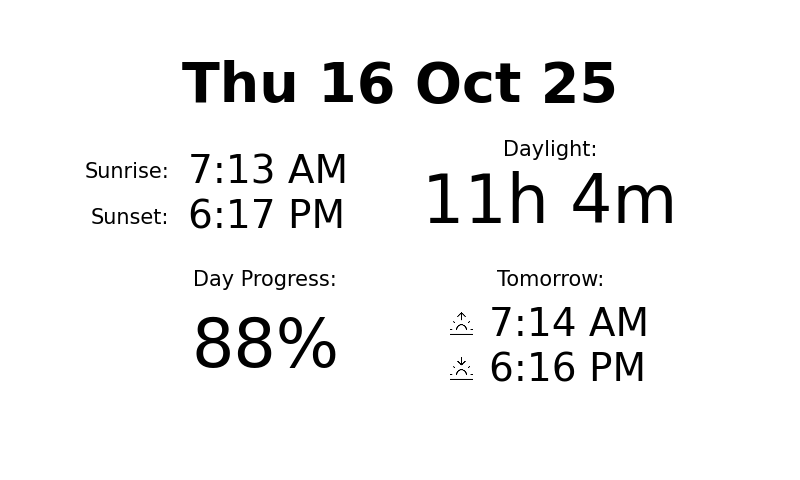 Thu 16 Oct 25
Sunrise: 7:13 AM
Sunset: 6:17 PM
Daylight:
11h 4m
Day Progress:
88%
Tomorrow:
7:14 AM
6:16 PM